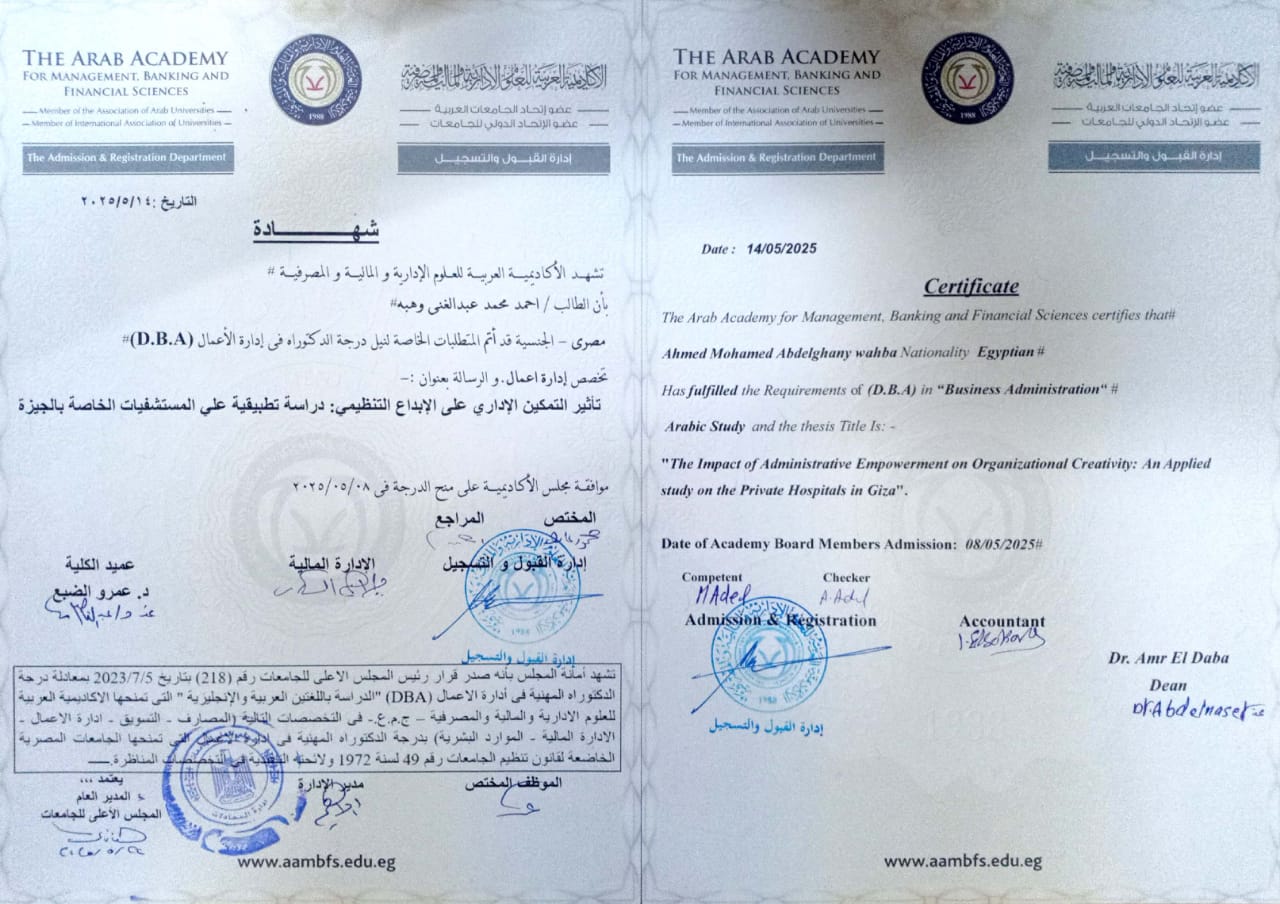 THE ARAB ACADEMY
FOR MANAGEMENT, BANKING AND
FINANCIAL SCIENCES
Member of the Association of Arab Universities
Member of International Association of Universities
The Admission & Registration Department
1988
الأكاديمية العربية للعلوم الإدارية والمالية والمصرفية
عضو إتحاد الجامعات العربية
عضو الإتحاد الدولي للجامعات
إدارة القبول والتسجيل
التاريخ :٢٠٢٥/٥/١٤
شهادة
تشهد الأكاديمية العربية للعلوم الإدارية و المالية و المصرفية #
بأن الطالب / احمد محمد عبدالغنى وهبه#
مصرى – الجنسية قد أتم المتطلبات الخاصة لنيل درجة الدكتوراه فى إدارة الأعمال (D.B.A)#
تخصص إدارة اعمال.و الرسالة بعنوان :–
تأثير التمكين الإداري على الإبداع التنظيمي: دراسة تطبيقية علي المستشفيات الخاصة بالجيزة
موافقة مجلس الأكاديمية على منح الدرجة فى ٢٠٢٥/٠٥/٠٨
المختص المراجع
إدارة القبول و التسجيل
الإدارة المالية
عميد الكلية
د. عمرو الضبع
1988
إدارة القبول والتسجيل
تشهد أمانة المجلس بأنه صدر قرار رئيس المجلس الاعلى للجامعات رقم (218) بتاريخ 2023/7/5 بمعادلة درجة
الدكتوراه المهنية فى أدارة الاعمال (DBA) "الدراسة باللغتين العربية والإنجليزية " التى تمنحها الاكاديمية العربية
للعلوم الادارية والمالية والمصرفية – ج.م.ع.- فى التخصصات التالية (المصارف - التسويق - ادارة الاعمال -
الادارة المالية - الموارد البشرية) بدرجة الدكتوراه المهنية فى إدارة الاعمال التى تمنحها الجامعات المصرية
الخاضعة لقانون تنظيم الجامعات رقم 49 لسنة 1972 ولائحته التنفيذية في التخصصات المناظرة.
الموظف المختص
مدير الإدارة
يعتمد ,,,
المدير العام
المجلس الأعلى للجامعات
www.aambfs.edu.eg
THE ARAB ACADEMY
FOR MANAGEMENT, BANKING AND
FINANCIAL SCIENCES
Member of the Association of Arab Universities
Member of International Association of Universities
The Admission & Registration Department
1988
الأكاديمية العربية للعلوم الإدارية والمالية والمصرفية
عضو إتحاد الجامعات العربية
عضو الإتحاد الدولي للجامعات
إدارة القبول والتسجيل
Date : 14/05/2025
Certificate
The Arab Academy for Management, Banking and Financial Sciences certifies that#
Ahmed Mohamed Abdelghany wahba Nationality Egyptian #
Has fulfilled the Requirements of (D.B.A) in “Business Administration“ #
Arabic Study and the thesis Title Is: -
"The Impact of Administrative Empowerment on Organizational Creativity: An Applied
study on the Private Hospitals in Giza".
Date of Academy Board Members Admission: 08/05/2025#
Competent Checker
MAdel A.Adel
Admission & Registration
Accountant
Dr. Amr El Daba
Dean
Dr.Abdelnaser
1988
إدارة القبول والتسجيل
www.aambfs.edu.eg